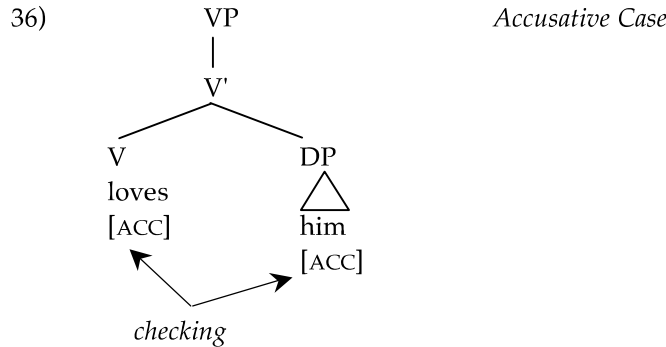 36) VP Accusative Case
V'
V DP
loves
[ACC] him
[ACC]
checking